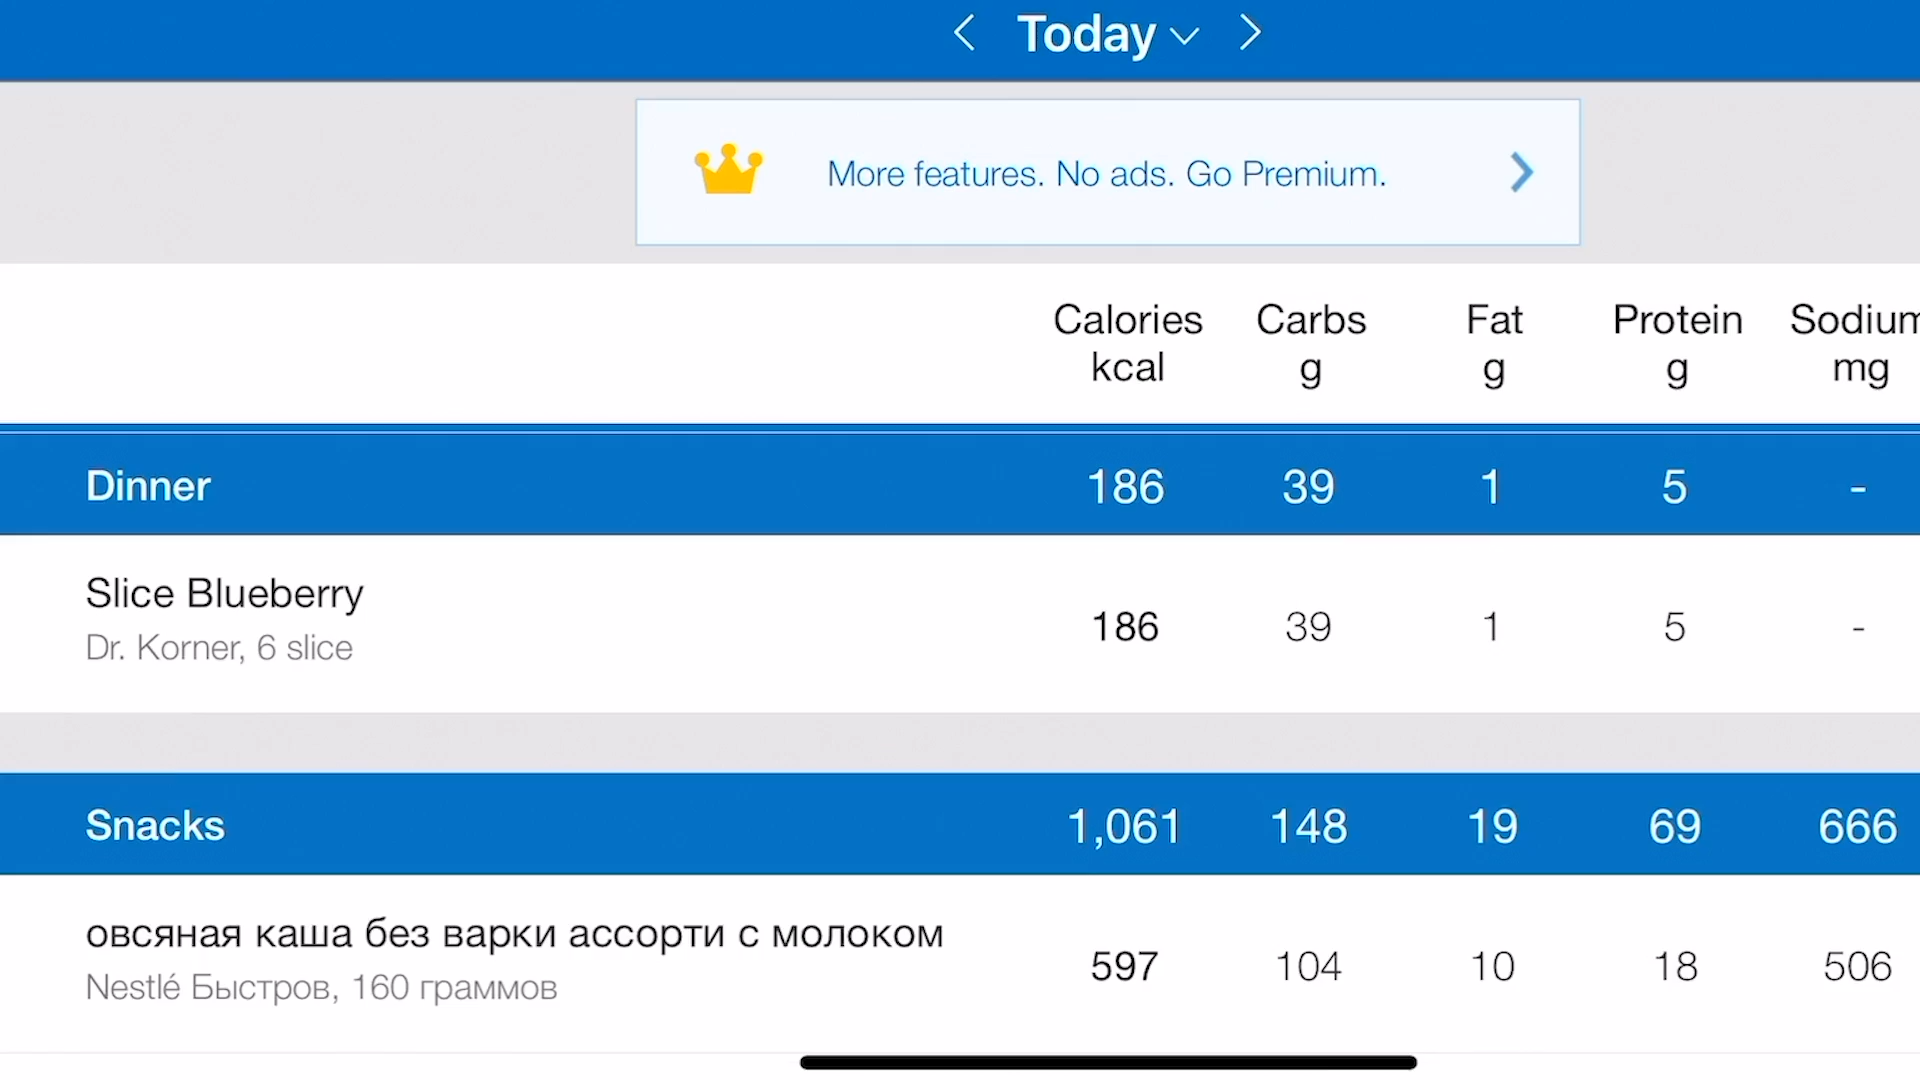 Today
More features. No ads. Go Premium.
Calories Carbs Fat Protein Sodium
kcal g g g mg
Dinner 186 39 1 5 -
Slice Blueberry
Dr. Korner, 6 slice
186 39 1 5 -
Snacks 1,061 148 19 69 666
овсяная каша без варки ассорти с молоком
Nestlé Быстров, 160 граммов
597 104 10 18 506